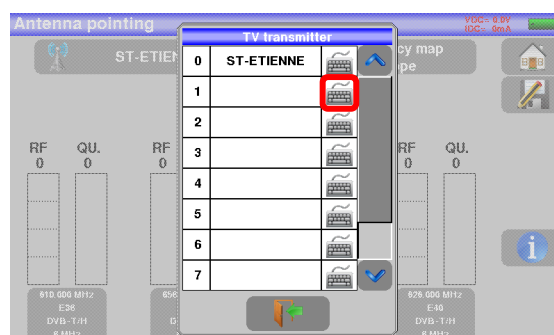 Antenna pointing
VDC= 0.0V
IDC= 0mA
TV transmitter
ST-ETIEN
cy map
pe
0 ST-ETIENNE
1
2
3
4
5
6
7
RF QU.
0 0
RF
0
RF QU.
0 0
610.000 MHz
E38
DVB-T/H
8 MHz
656
D
626.000 MHz
E40
DVB-T/H
8 MHz